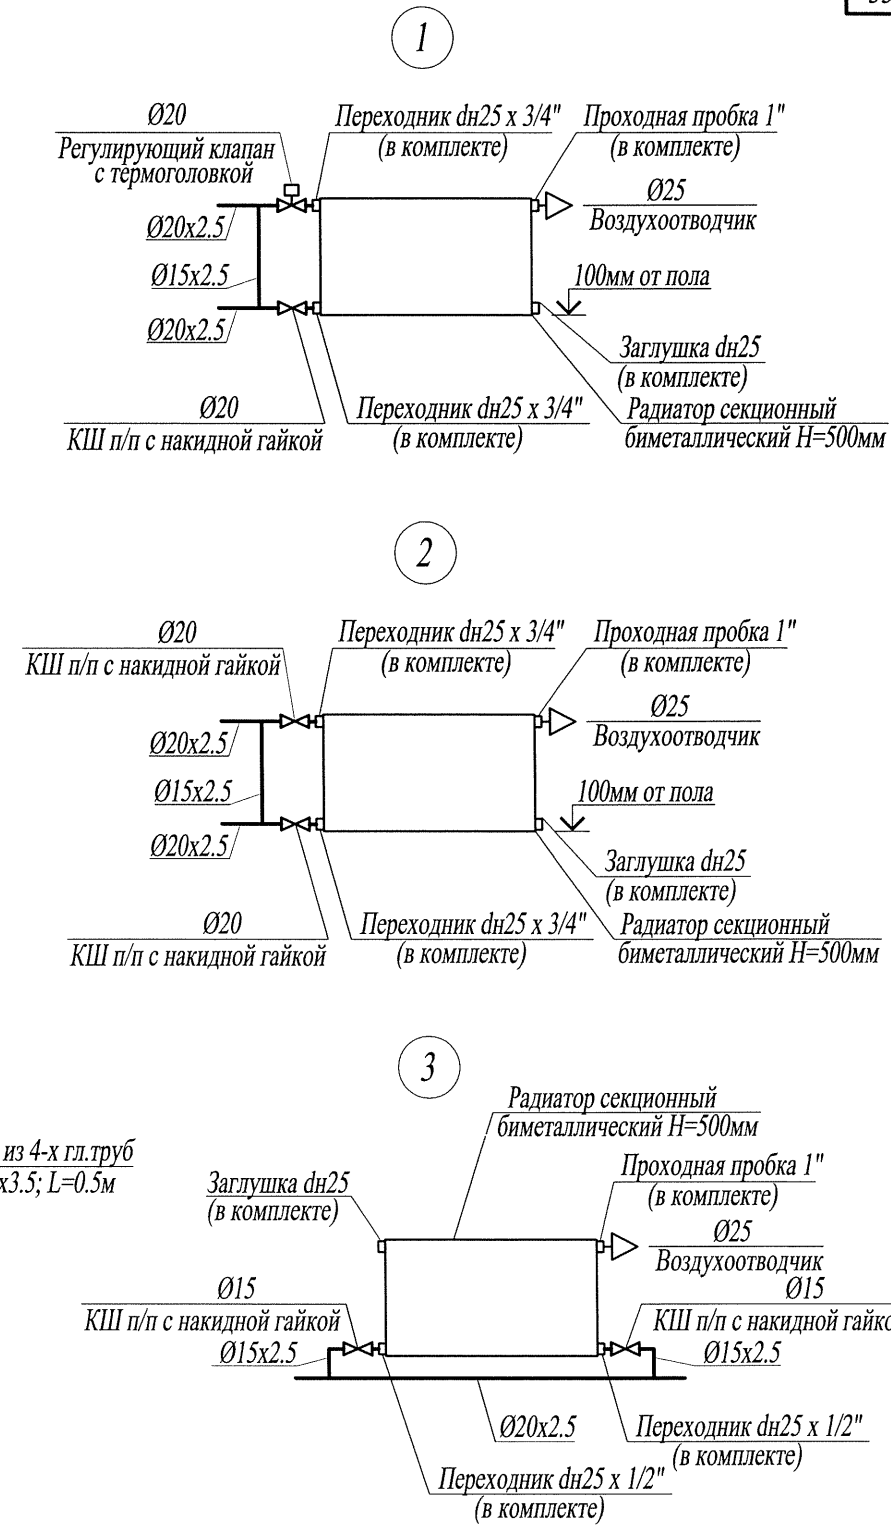 1
Ø20
Регулирующий клапан
с термоголовкой
Переходник dн25 x 3/4"
(в комплекте)
Проходная пробка 1"
(в комплекте)
Ø25
Воздухоотводчик
Ø20x2.5
Ø15x2.5
Ø20x2.5
100мм от пола
Заглушка dн25
(в комплекте)
Ø20
КШ п/п с накидной гайкой
Переходник dн25 x 3/4"
(в комплекте)
Радиатор секционный
биметаллический H=500мм
2
Ø20
КШ п/п с накидной гайкой
Переходник dн25 x 3/4"
(в комплекте)
Проходная пробка 1"
(в комплекте)
Ø25
Воздухоотводчик
Ø20x2.5
Ø15x2.5
Ø20x2.5
100мм от пола
Заглушка dн25
(в комплекте)
Ø20
КШ п/п с накидной гайкой
Переходник dн25 x 3/4"
(в комплекте)
Радиатор секционный
биметаллический H=500мм
3
Радиатор секционный
биметаллический H=500мм
из 4-х гл.труб
x3.5; L=0.5м
Заглушка dн25
(в комплекте)
Проходная пробка 1"
(в комплекте)
Ø25
Воздухоотводчик
Ø15
КШ п/п с накидной гайкой
Ø15x2.5
Ø15
КШ п/п с накидной
Ø15x2.5
Ø20x2.5
Переходник dн25 x 1/2"
(в комплекте)
Переходник dн25 x 1/2"
(в комплекте)